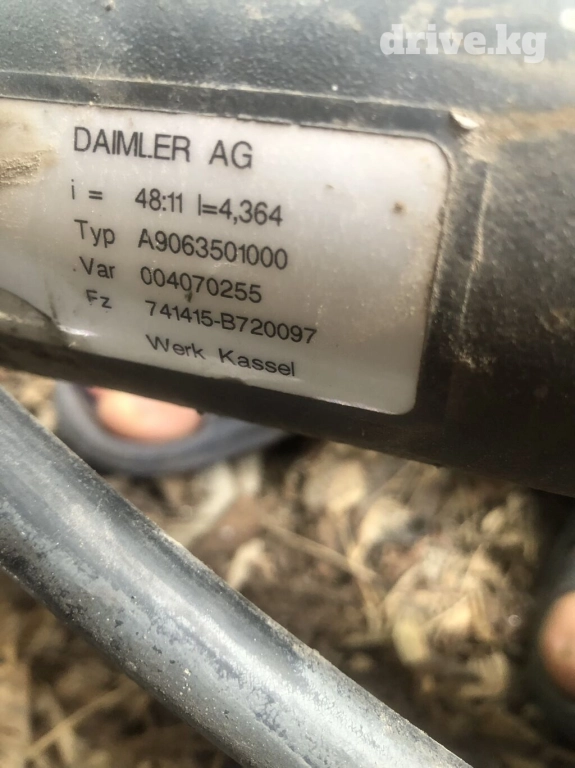 drive.kg
DAIMLER AG
i = 48:11 I=4,364
Typ A9063501000
Var 004070255
Fz 741415-B720097
Werk Kassel